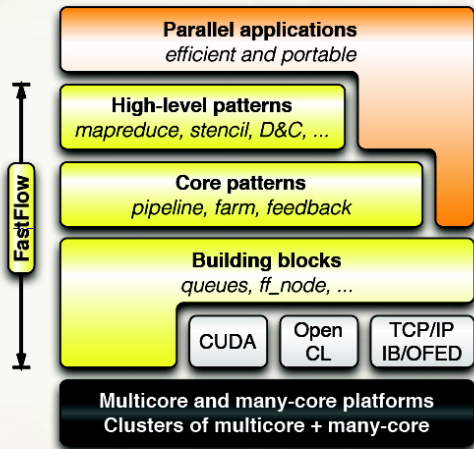 Parallel applications
efficient and portable
High-level patterns
mapreduce, stencil, D&C, ...
Core patterns
pipeline, farm, feedback
FastFlow
Building blocks
queues, ff_node, ...
CUDA
Open
CL
TCP/IP
IB/OFED
Multicore and many-core platforms
Clusters of multicore + many-core